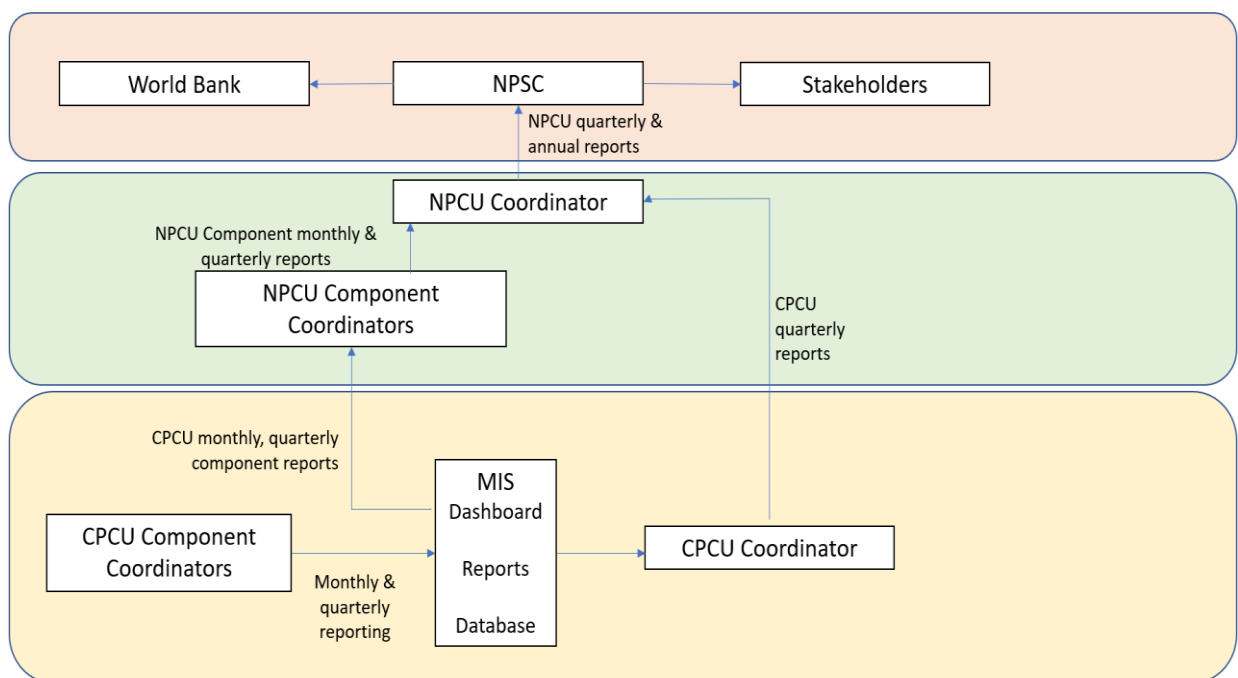 World Bank
NPSC
Stakeholders
NPCU quarterly &
annual reports
NPCU Coordinator
NPCU Component monthly &
quarterly reports
NPCU Component
Coordinators
CPCU
quarterly
reports
CPCU monthly, quarterly
component reports
MIS
Dashboard
Reports
Database
CPCU Component
Coordinators
CPCU Coordinator
Monthly &
quarterly
reporting